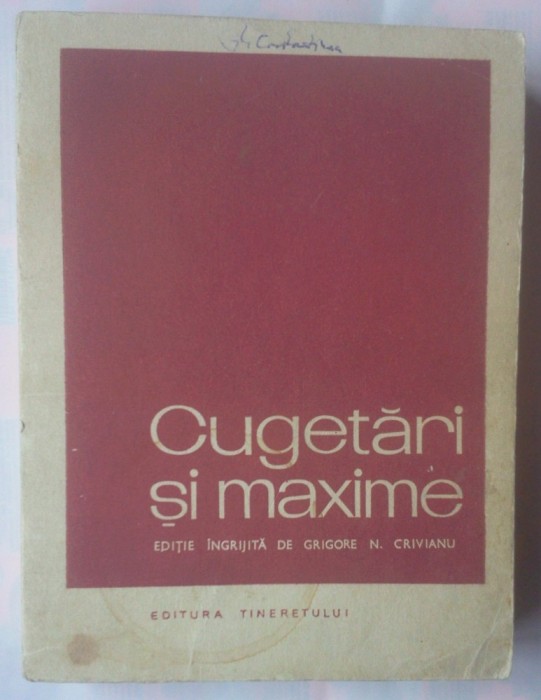 Cugetări
și maxime
EDIȚIE ÎNGRIJITĂ DE GRIGORE N. CRIVIANU
EDITURA TINERETULUI